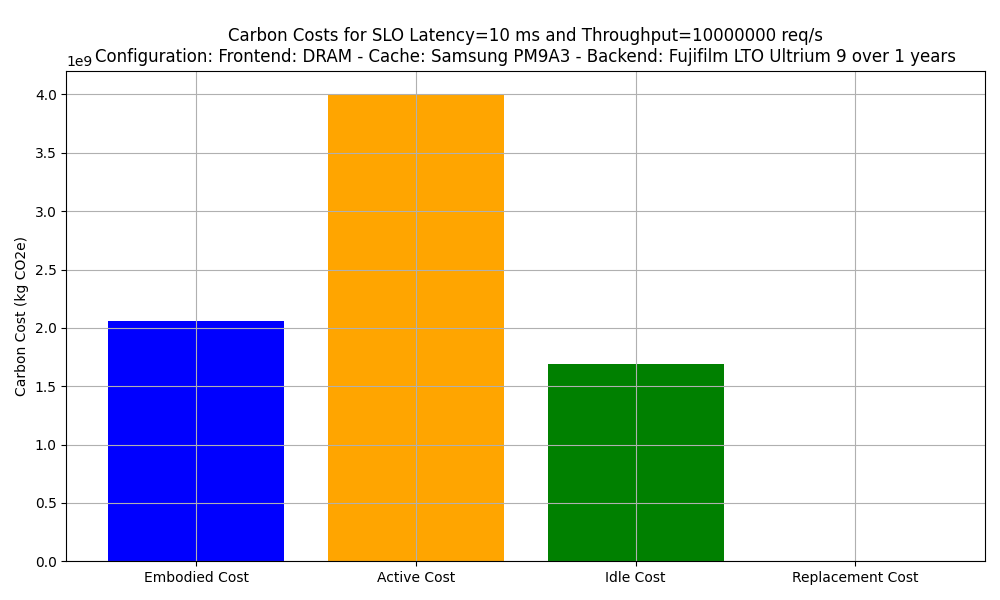 Carbon Costs for SLO Latency=10 ms and Throughput=10000000 req/s
Configuration: Frontend: DRAM - Cache: Samsung PM9A3 - Backend: Fujifilm LTO Ultrium 9 over 1 years
1e9
4.0
3.5
3.0
2.5
2.0
1.5
1.0
0.5
0.0
Carbon Cost (kg CO2e)
Embodied Cost
Active Cost
Idle Cost
Replacement Cost